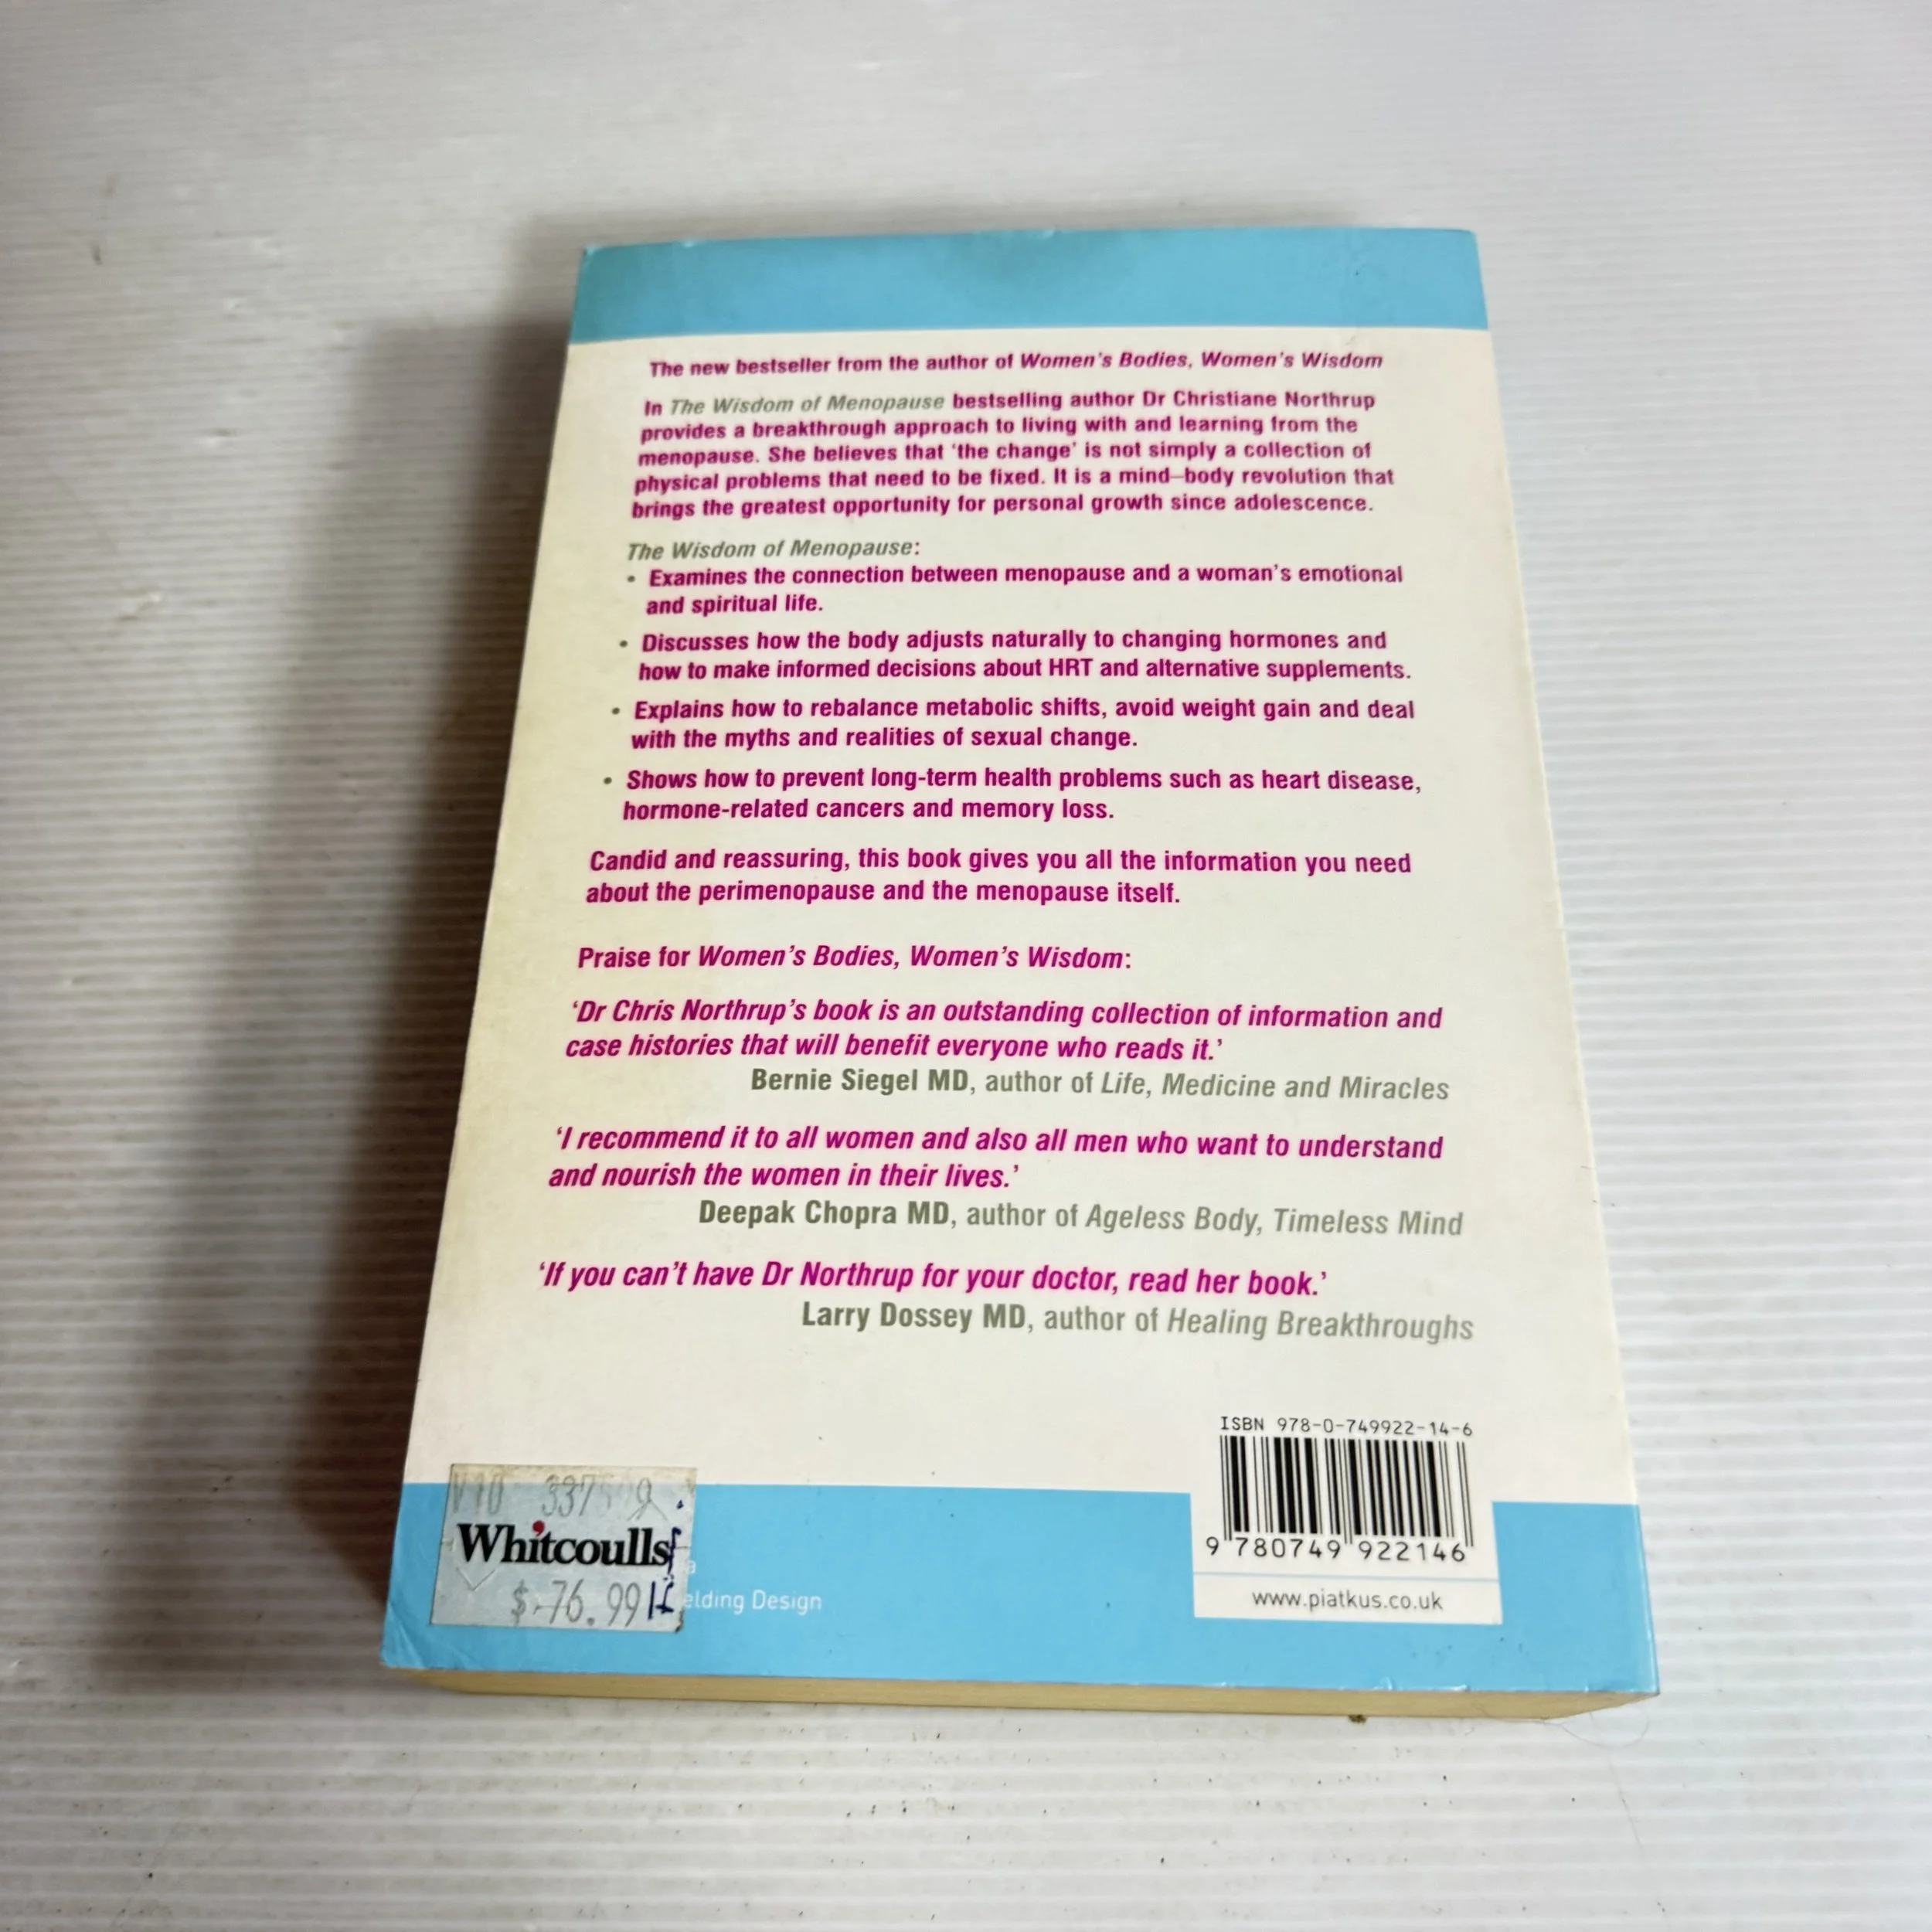 The new bestseller from the author of Women's Bodies, Women's Wisdom
In The Wisdom of Menopause bestselling author Dr Christiane Northrup
provides a breakthrough approach to living with and learning from the
menopause. She believes that 'the change' is not simply a collection of
physical problems that need to be fixed. It is a mind–body revolution that
brings the greatest opportunity for personal growth since adolescence.
The Wisdom of Menopause:
• Examines the connection between menopause and a woman's emotional
and spiritual life.
• Discusses how the body adjusts naturally to changing hormones and
how to make informed decisions about HRT and alternative supplements.
• Explains how to rebalance metabolic shifts, avoid weight gain and deal
with the myths and realities of sexual change.
• Shows how to prevent long-term health problems such as heart disease,
hormone-related cancers and memory loss.
Candid and reassuring, this book gives you all the information you need
about the perimenopause and the menopause itself.
Praise for Women's Bodies, Women's Wisdom:
'Dr Chris Northrup's book is an outstanding collection of information and
case histories that will benefit everyone who reads it.'
Bernie Siegel MD, author of Life, Medicine and Miracles
'I recommend it to all women and also all men who want to understand
and nourish the women in their lives.'
Deepak Chopra MD, author of Ageless Body, Timeless Mind
'If you can't have Dr Northrup for your doctor, read her book.'
Larry Dossey MD, author of Healing Breakthroughs
ISBN 978-0-749922-14-6
9 780749 922146
www.piatkus.co.uk
Whitcoulls
elding Design